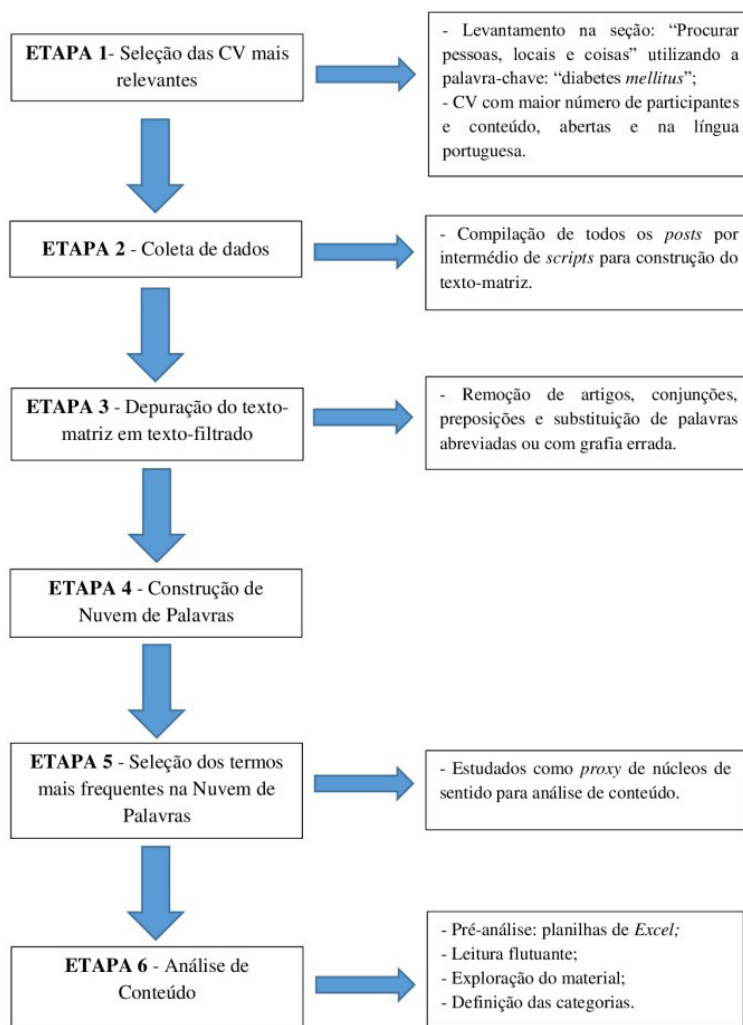 ETAPA 1- Seleção das CV mais
relevantes
- Levantamento na seção: “Procurar
pessoas, locais e coisas” utilizando a
palavra-chave: “diabetes mellitus”;
- CV com maior número de participantes
e conteúdo, abertas e na língua
portuguesa.
ETAPA 2 - Coleta de dados
- Compilação de todos os posts por
intermédio de scripts para construção do
texto-matriz.
ETAPA 3 - Depuração do texto-
matriz em texto-filtrado
- Remoção de artigos, conjunções,
preposições e substituição de palavras
abreviadas ou com grafia errada.
ETAPA 4 - Construção de
Nuvem de Palavras
ETAPA 5 - Seleção dos termos
mais frequentes na Nuvem de
Palavras
- Estudados como proxy de núcleos de
sentido para análise de conteúdo.
ETAPA 6 - Análise de
Conteúdo
- Pré-análise: planilhas de Excel;
- Leitura flutuante;
- Exploração do material;
- Definição das categorias.